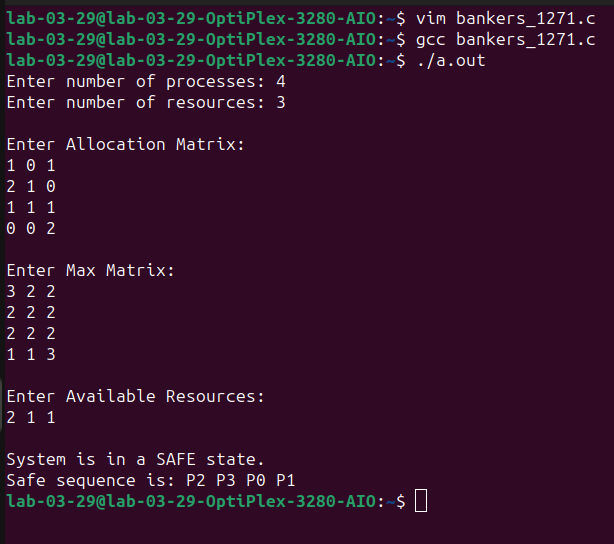 lab-03-29@lab-03-29-OptiPlex-3280-AIO:~$ vim bankers_1271.c
lab-03-29@lab-03-29-OptiPlex-3280-AIO:~$ gcc bankers_1271.c
lab-03-29@lab-03-29-OptiPlex-3280-AIO:~$ ./a.out
Enter number of processes: 4
Enter number of resources: 3
Enter Allocation Matrix:
1 0 1
2 1 0
1 1 1
0 0 2
Enter Max Matrix:
3 2 2
2 2 2
2 2 2
1 1 3
Enter Available Resources:
2 1 1
System is in a SAFE state.
Safe sequence is: P2 P3 P0 P1
lab-03-29@lab-03-29-OptiPlex-3280-AIO:~$